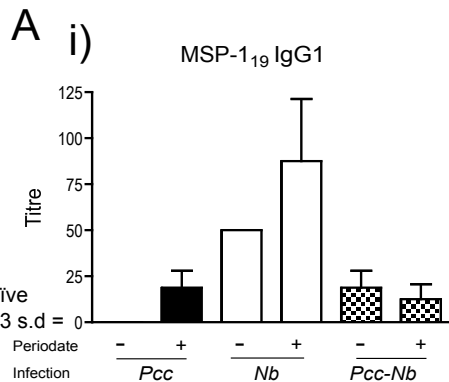 A i)
MSP-1₁₉ IgG1
Titre
125
100
75
50
25
0
ïve
3 s.d =
Periodate - + - + - +
Infection Pcc Nb Pcc-Nb